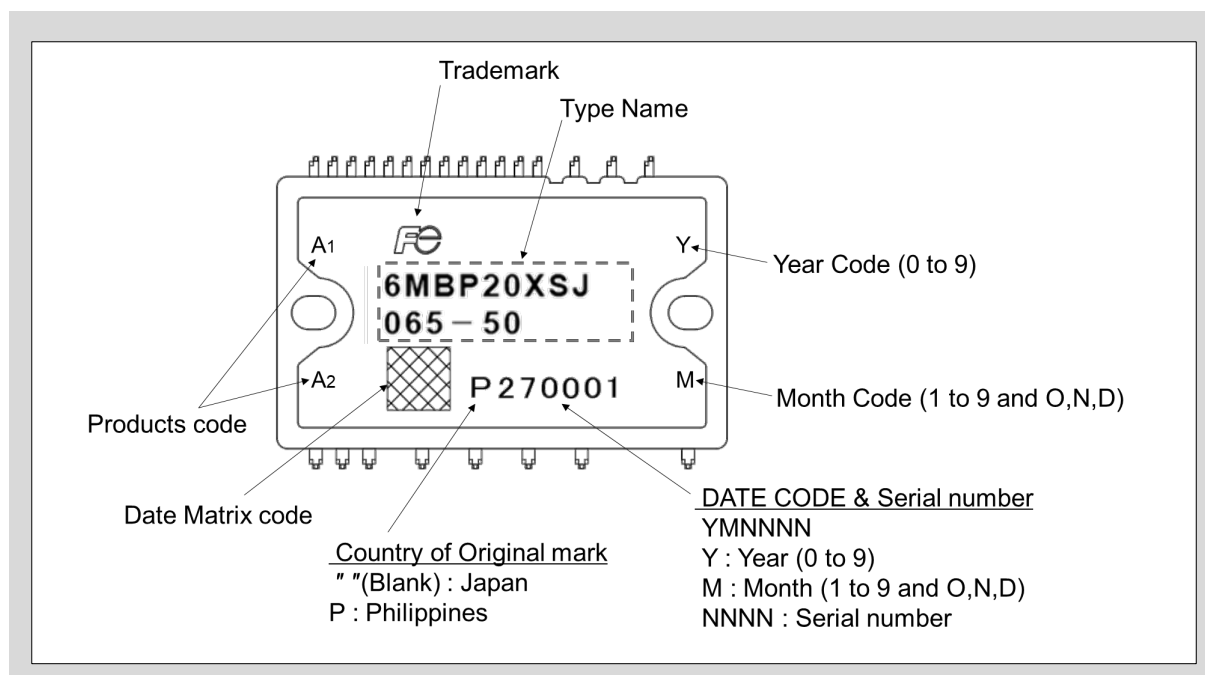 Trademark
Type Name
Fe
A1
Y
Year Code (0 to 9)
6MBP20XSJ
065-50
A2
P270001
M
Month Code (1 to 9 and O,N,D)
Products code
Date Matrix code
DATE CODE & Serial number
YMNNNN
Y : Year (0 to 9)
M : Month (1 to 9 and O,N,D)
NNNN : Serial number
Country of Original mark
" "(Blank) : Japan
P : Philippines